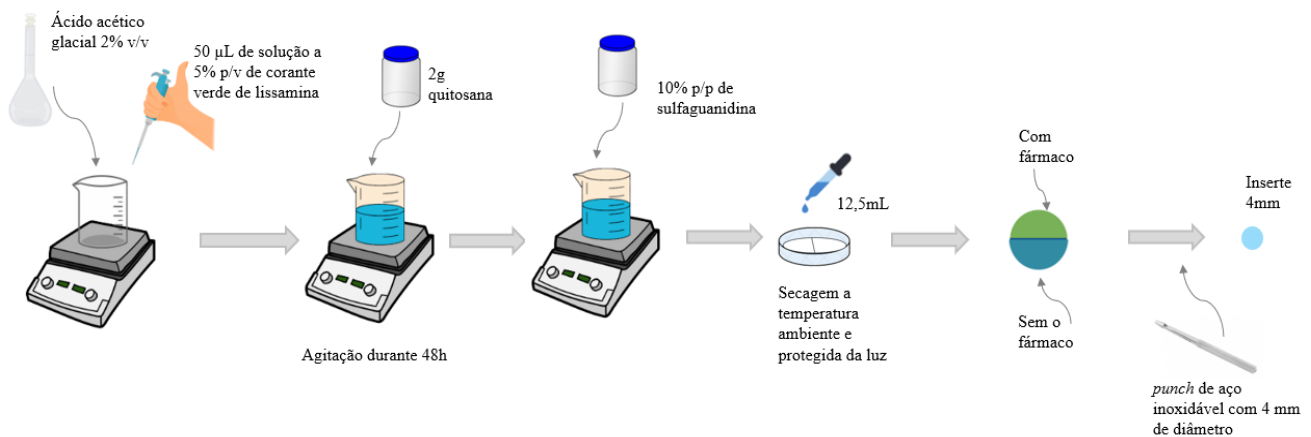 Ácido acético
glacial 2% v/v
50 µL de solução a
5% p/v de corante
verde de lissamina
2g
quitosana
Agitação durante 48h
10% p/p de
sulfaguanidina
12,5mL
Secagem a
temperatura
ambiente e
protegida da luz
Com
fármaco
Sem o
fármaco
Inserte
4mm
punch de aço
inoxidável com 4 mm
de diâmetro